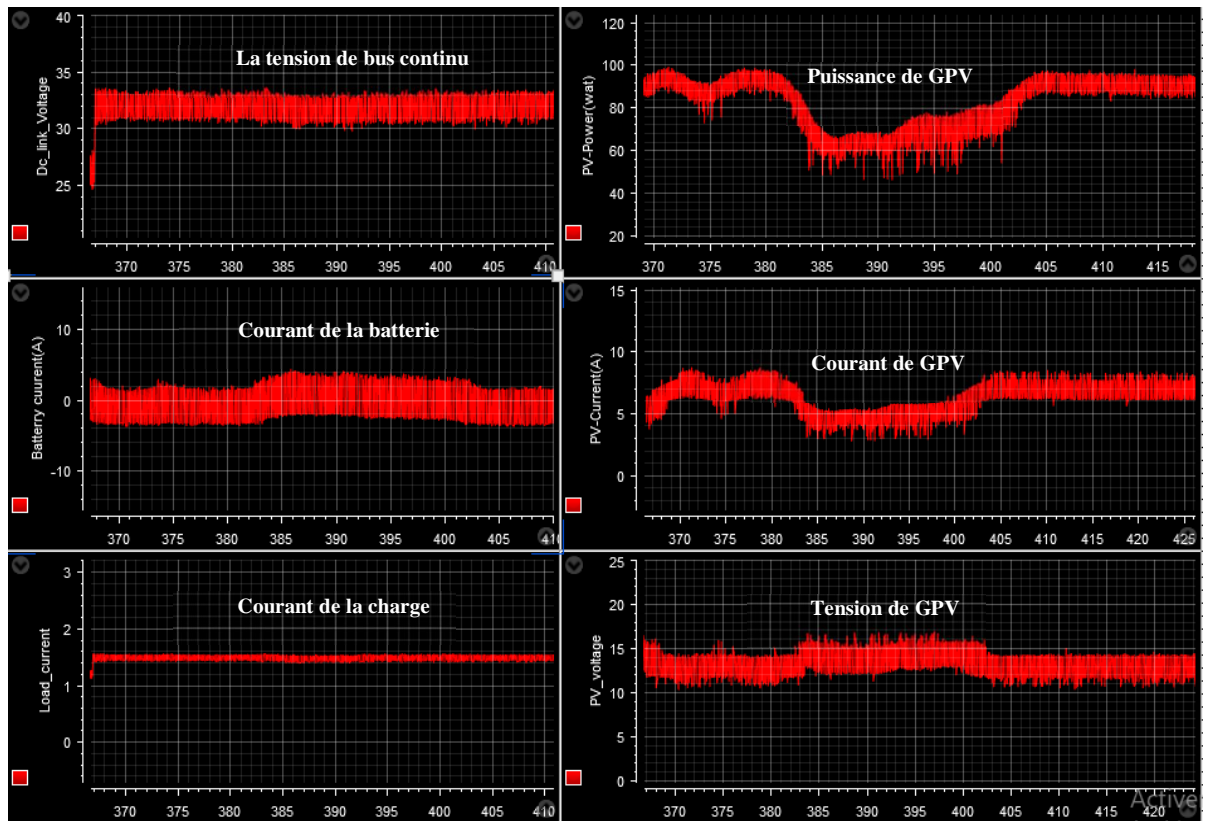 La tension de bus continu
Dc_link_Voltage
40
35
30
25
370 375 380 385 390 395 400 405 410
Puissance de GPV
PV-Power(wat)
120
100
80
60
40
20
370 375 380 385 390 395 400 405 410 415
Courant de la batterie
Batterry cuurent(A)
10
0
-10
370 375 380 385 390 395 400 405 410
Courant de GPV
PV-Current(A)
15
10
5
0
370 380 385 390 395 400 405 410 415 420 425
Courant de la charge
Load_current
3
2
1
0
370 375 380 385 390 395 400 405 410
Tension de GPV
PV_voltage
25
20
15
10
5
0
370 375 380 385 390 395 400 405 410 415 420
Active